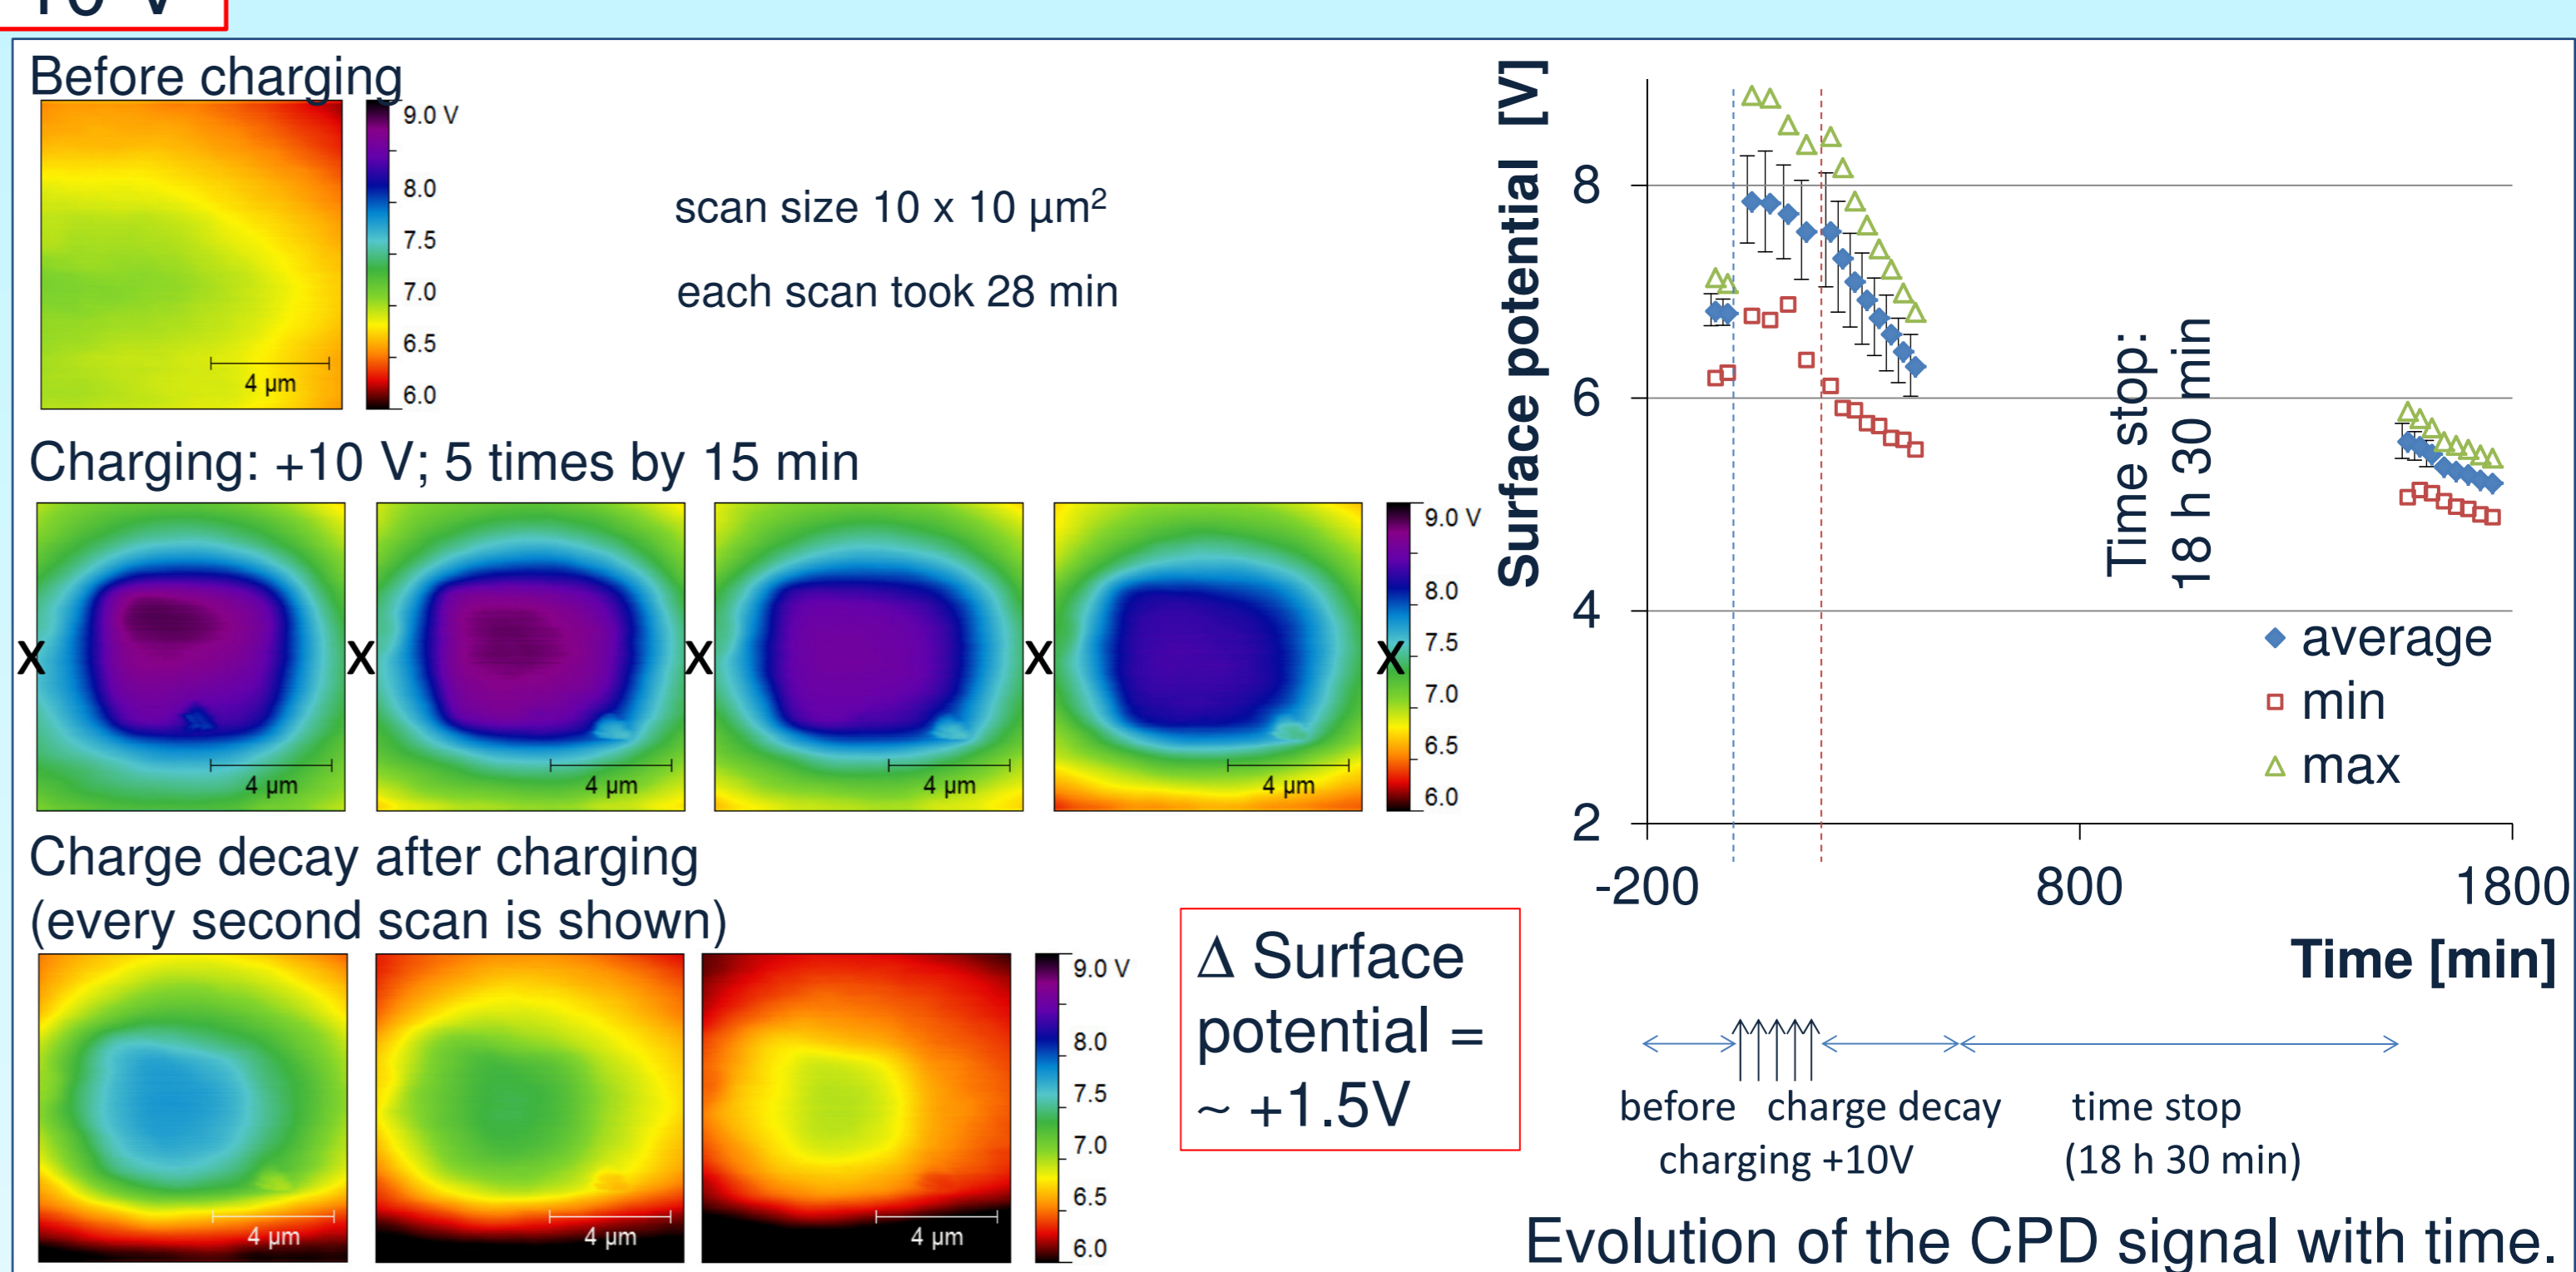 10 V
Before charging
9.0 V
8.0
7.5
7.0
6.5
6.0
4 µm
scan size 10 x 10 µm²
each scan took 28 min
Charging: +10 V; 5 times by 15 min
X
X
X
X
X
4 µm
4 µm
4 µm
4 µm
9.0 V
8.0
7.5
7.0
6.5
6.0
Charge decay after charging
(every second scan is shown)
4 µm
4 µm
4 µm
9.0 V
8.0
7.5
7.0
6.5
6.0
Δ Surface
potential =
~ +1.5V
Surface potential [V]
8
6
4
2
-200
800
1800
Time [min]
Time stop:
18 h 30 min
average
min
max
before
charge decay
time stop
charging +10V
(18 h 30 min)
Evolution of the CPD signal with time.